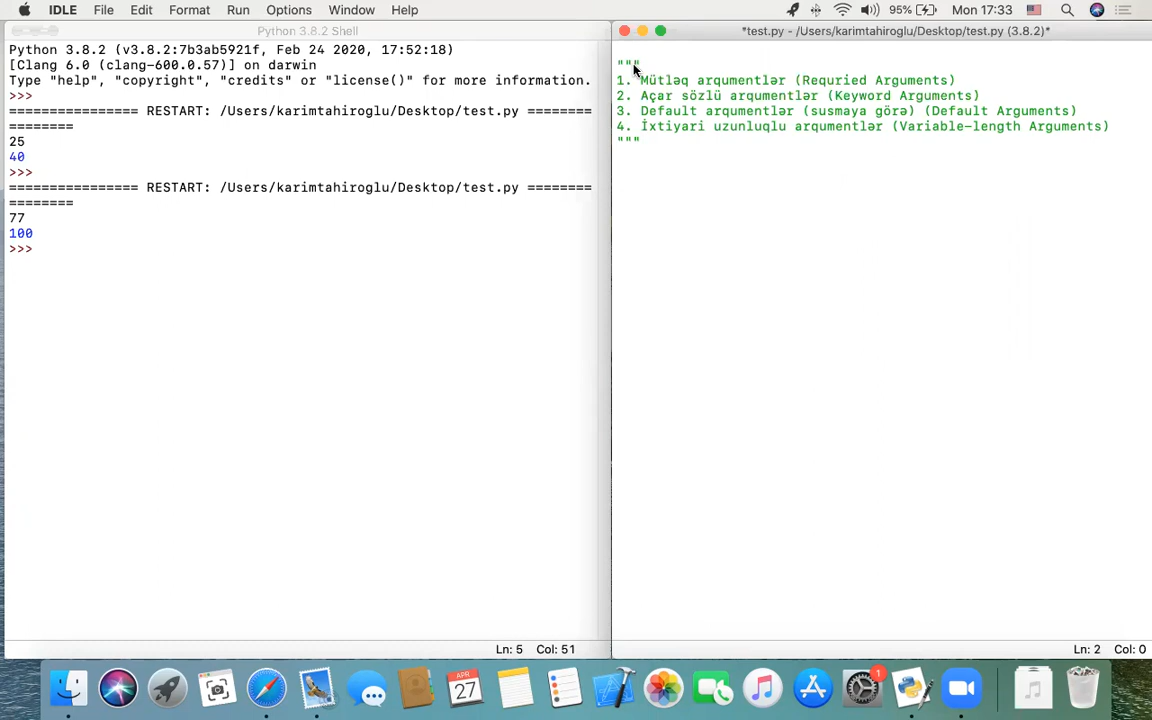 IDLE File Edit Format Run Options Window Help 95% Mon 17:33
Python 3.8.2 Shell
Python 3.8.2 (v3.8.2:7b3ab5921f, Feb 24 2020, 17:52:18)
[Clang 6.0 (clang-600.0.57)] on darwin
Type "help", "copyright", "credits" or "license()" for more information.
>>>
================ RESTART: /Users/karimtahiroglu/Desktop/test.py ========
========
25
40
>>>
================ RESTART: /Users/karimtahiroglu/Desktop/test.py ========
========
77
100
>>>
Ln: 5 Col: 51
*test.py - /Users/karimtahiroglu/Desktop/test.py (3.8.2)*
"""
1. Mütləq arqumentlər (Requried Arguments)
2. Açar sözlü arqumentlər (Keyword Arguments)
3. Default arqumentlər (susmaya görə) (Default Arguments)
4. İxtiyari uzunluqlu arqumentlər (Variable-length Arguments)
"""
Ln: 2 Col: 0
APR
27
1